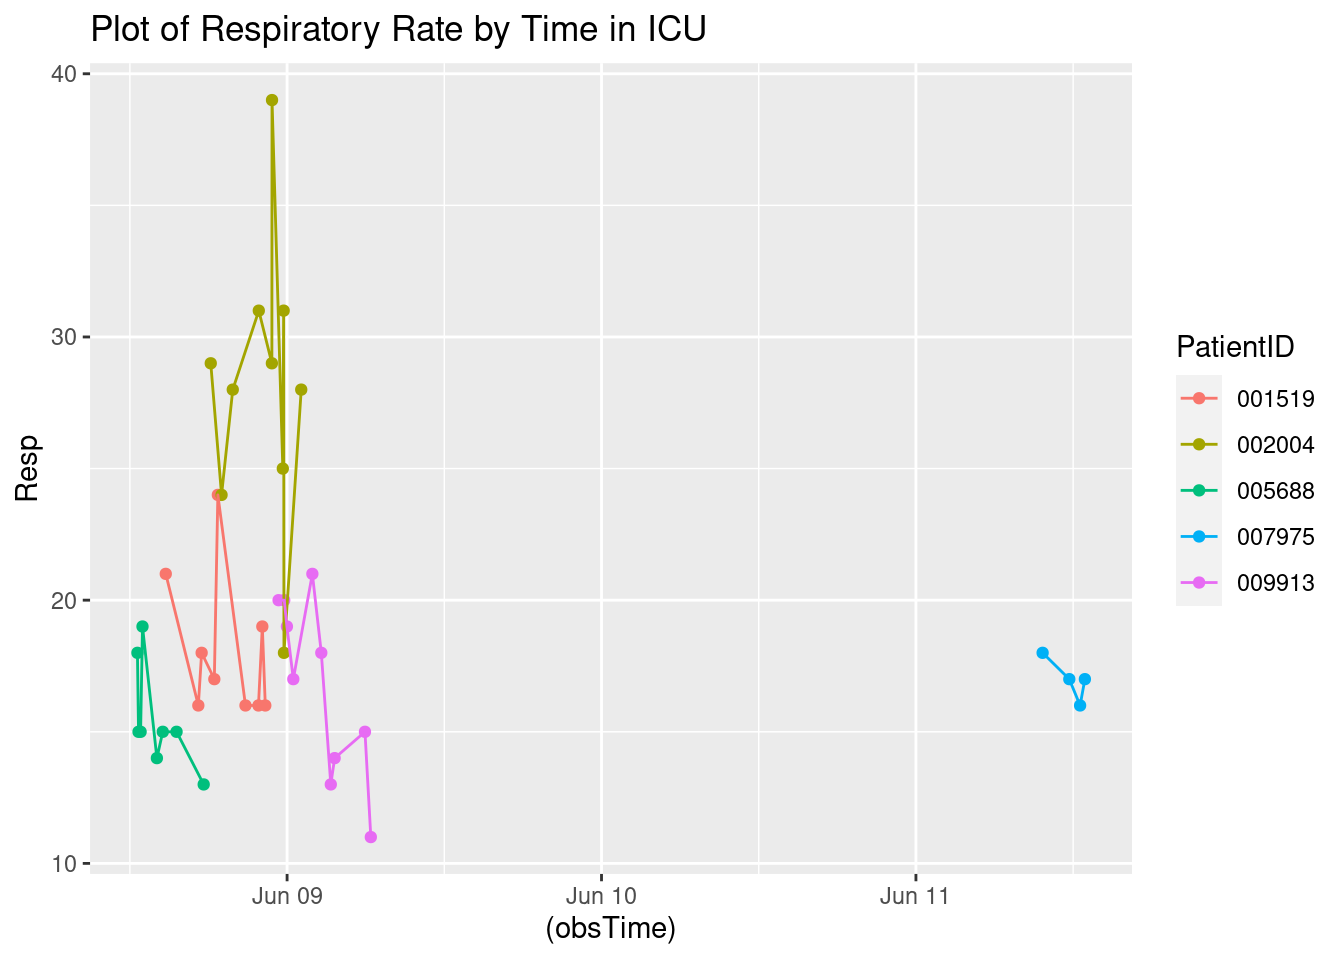 Plot of Respiratory Rate by Time in ICU
40
30
20
10
Resp
Jun 09
Jun 10
Jun 11
(obsTime)
PatientID
001519
002004
005688
007975
009913